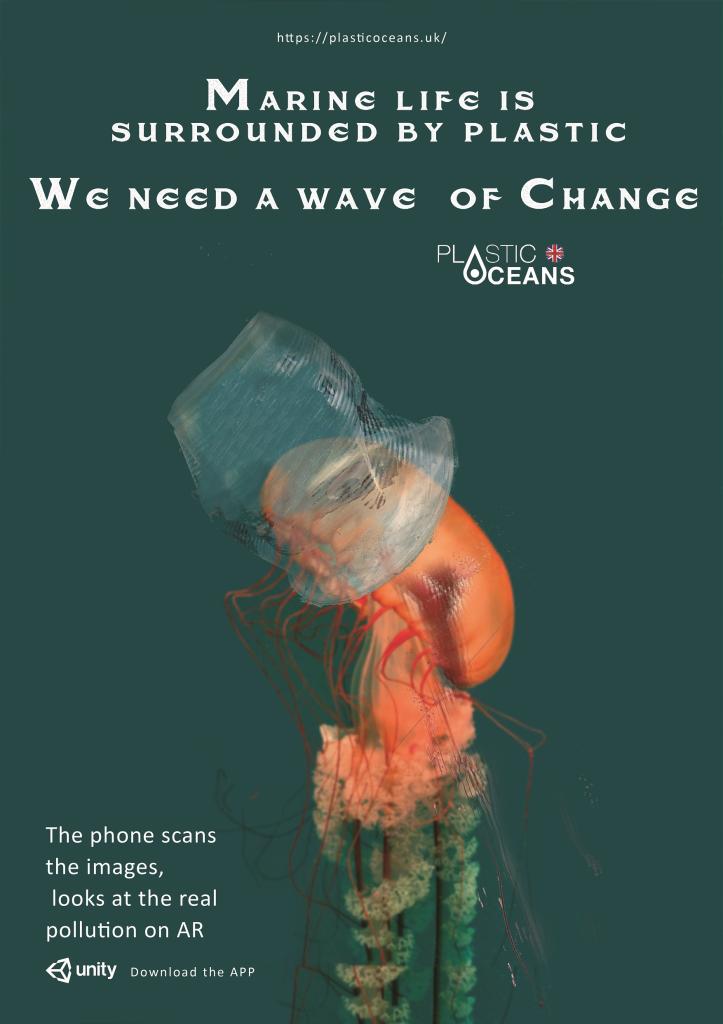 https://plasticoceans.uk/
Marine life is
surrounded by plastic
We need a wave of Change
PLASTIC
OCEANS
The phone scans
the images,
looks at the real
pollution on AR
unity Download the APP